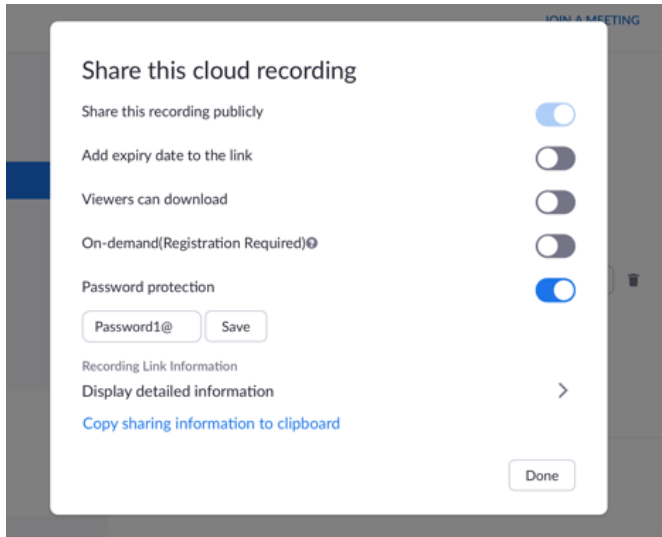 JOIN A MEETING
Share this cloud recording
Share this recording publicly
Add expiry date to the link
Viewers can download
On-demand(Registration Required)?
Password protection
Password1@ Save
Recording Link Information
Display detailed information
Copy sharing information to clipboard
Done